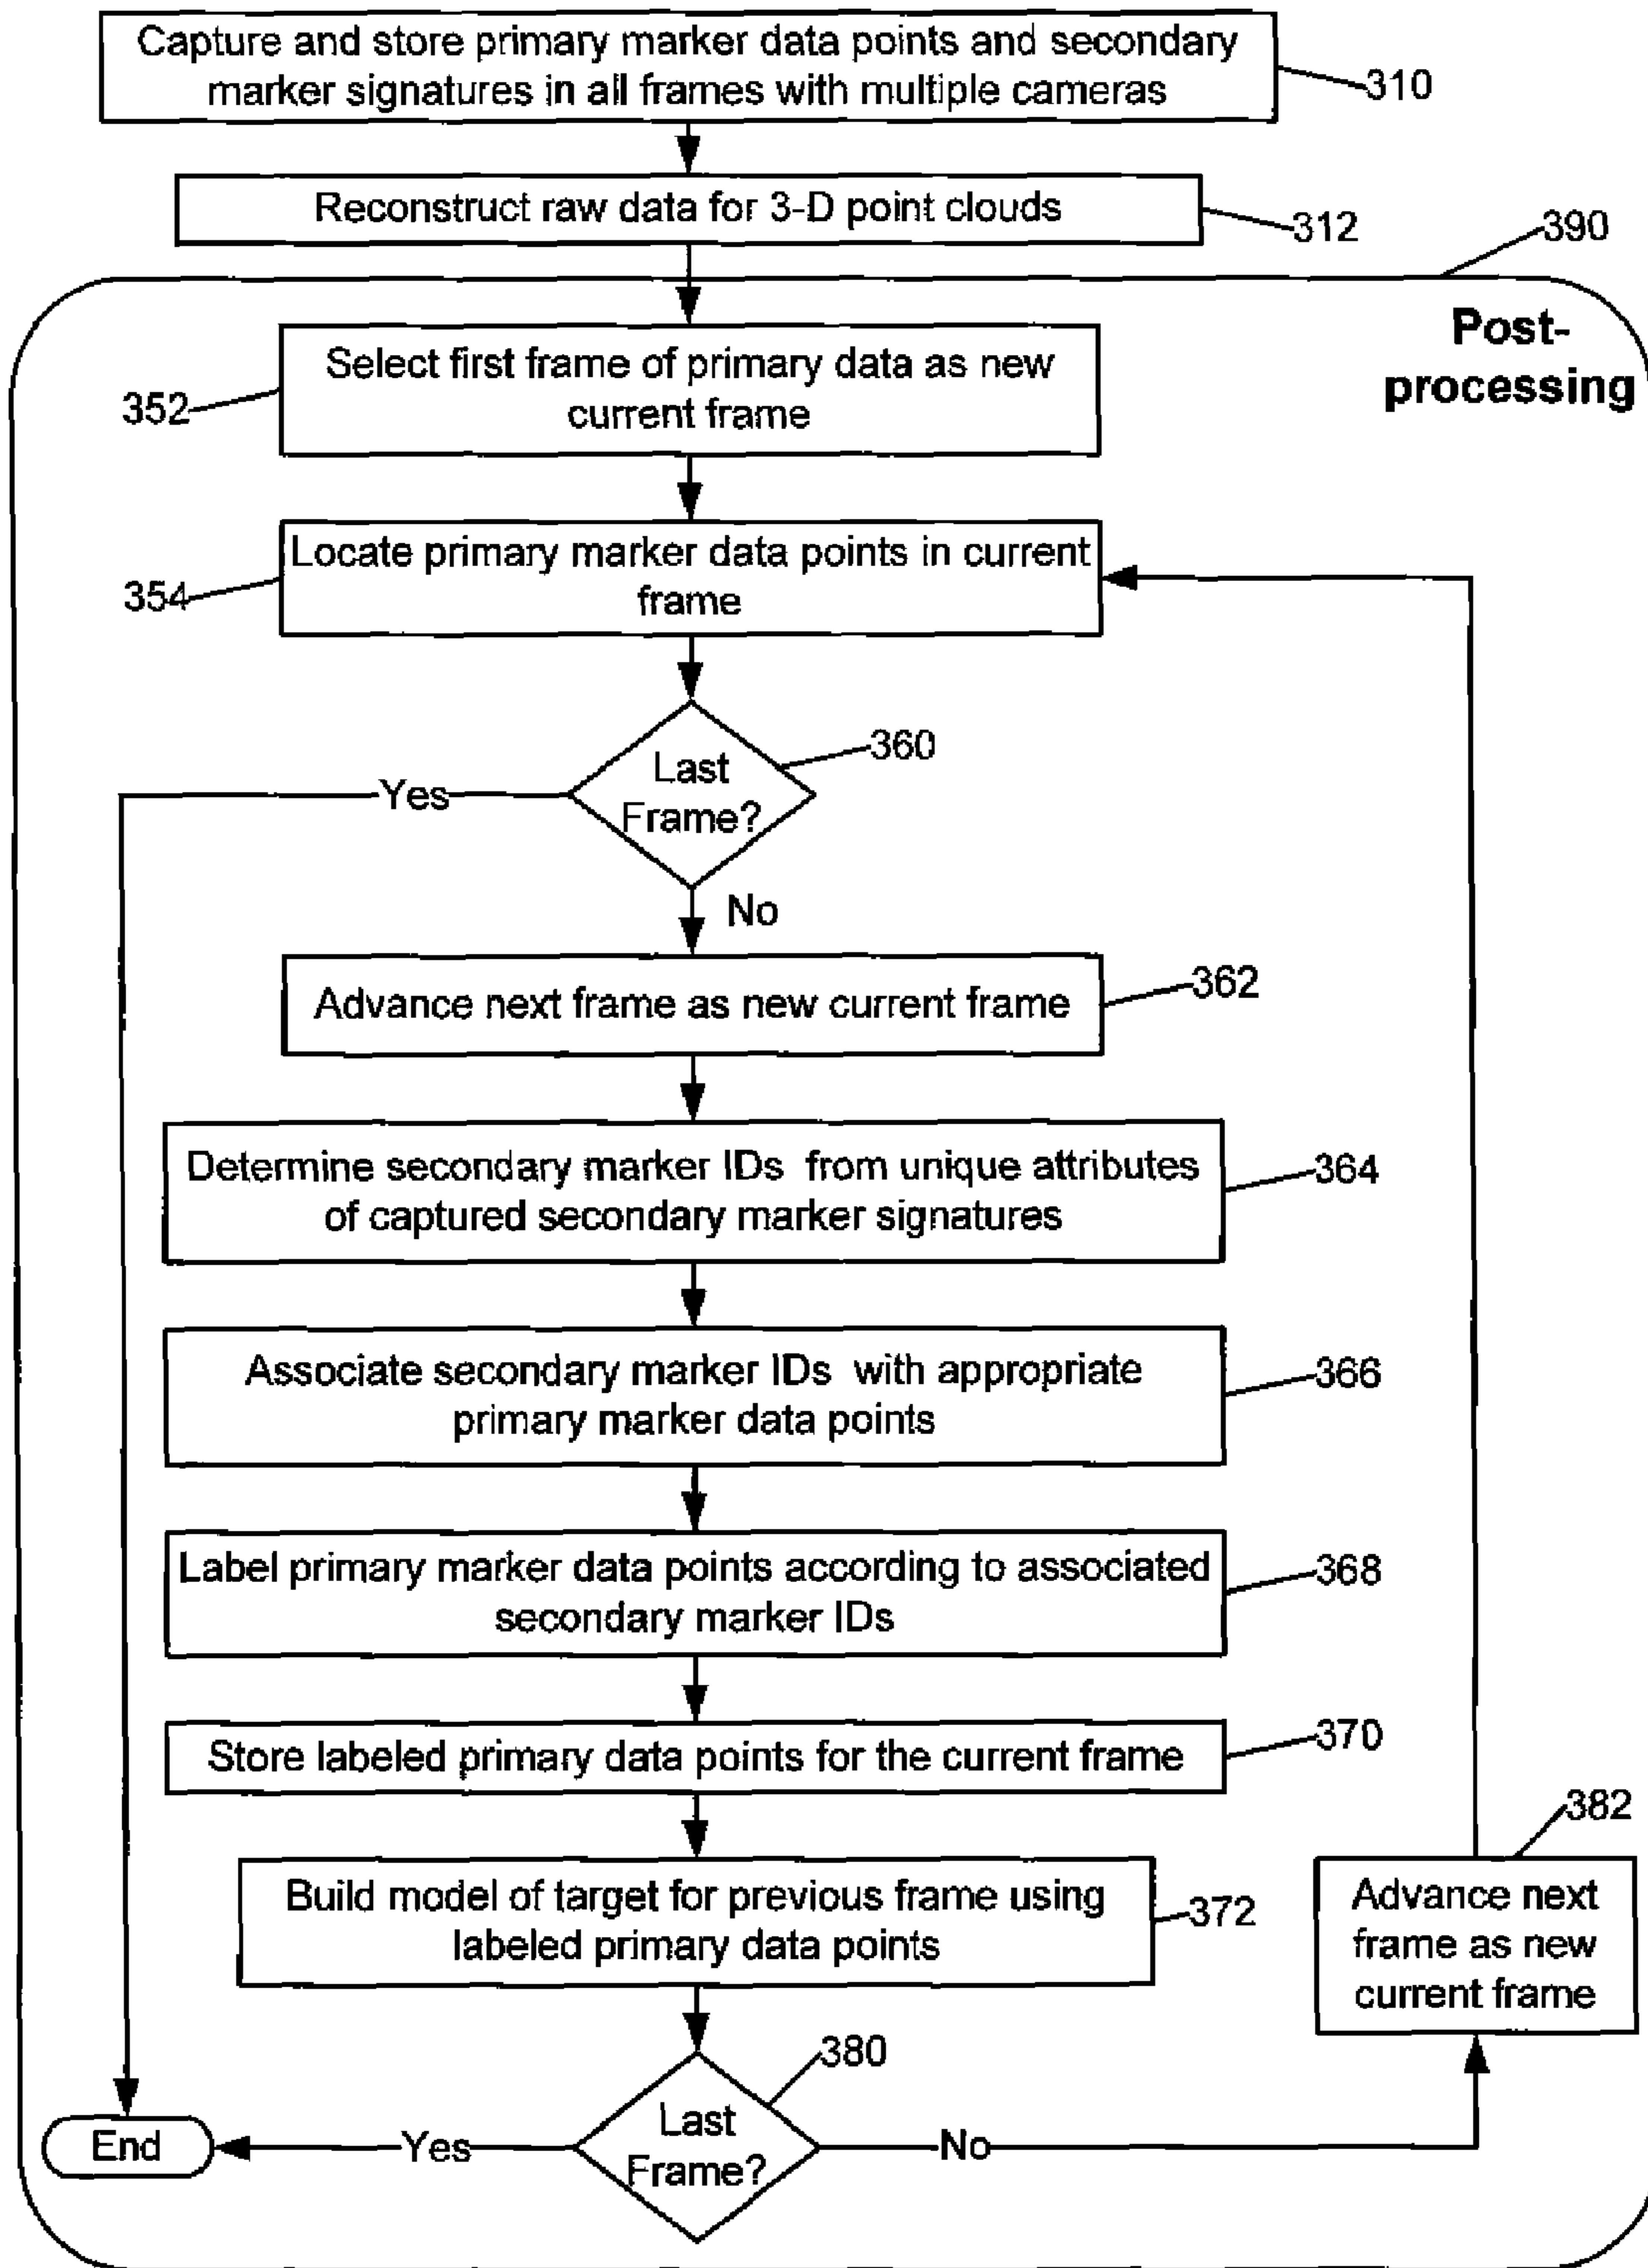 Capture and store primary marker data points and secondary
marker signatures in all frames with multiple cameras
310
Reconstruct raw data for 3-D point clouds
312
390
Post-
processing
Select first frame of primary data as new
current frame
352
Locate primary marker data points in current
frame
354
Last
Frame?
360
Yes
No
Advance next frame as new current frame
362
Determine secondary marker IDs from unique attributes
of captured secondary marker signatures
364
Associate secondary marker IDs with appropriate
primary marker data points
366
Label primary marker data points according to associated
secondary marker IDs
368
Store labeled primary data points for the current frame
370
Build model of target for previous frame using
labeled primary data points
372
382
Advance next
frame as new
current frame
Last
Frame?
380
Yes
No
End